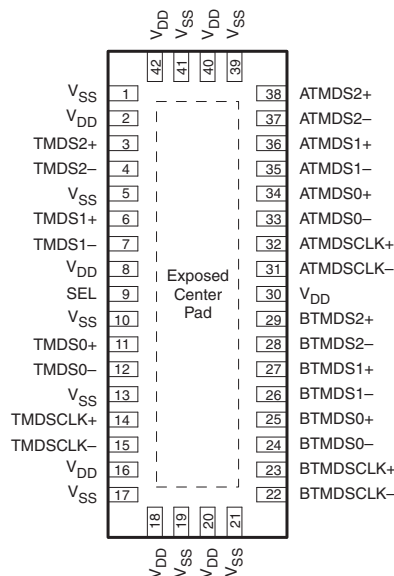 VDD VSS VDD VSS
42 41 40 39
VSS 1
VDD 2
TMDS2+ 3
TMDS2− 4
VSS 5
TMDS1+ 6
TMDS1− 7
VDD 8
SEL 9
VSS 10
TMDS0+ 11
TMDS0− 12
VSS 13
TMDSCLK+ 14
TMDSCLK− 15
VDD 16
VSS 17
Exposed
Center
Pad
38 ATMDS2+
37 ATMDS2−
36 ATMDS1+
35 ATMDS1−
34 ATMDS0+
33 ATMDS0−
32 ATMDSCLK+
31 ATMDSCLK−
30 VDD
29 BTMDS2+
28 BTMDS2−
27 BTMDS1+
26 BTMDS1−
25 BTMDS0+
24 BTMDS0−
23 BTMDSCLK+
22 BTMDSCLK−
18 19 20 21
VDD VSS VDD VSS